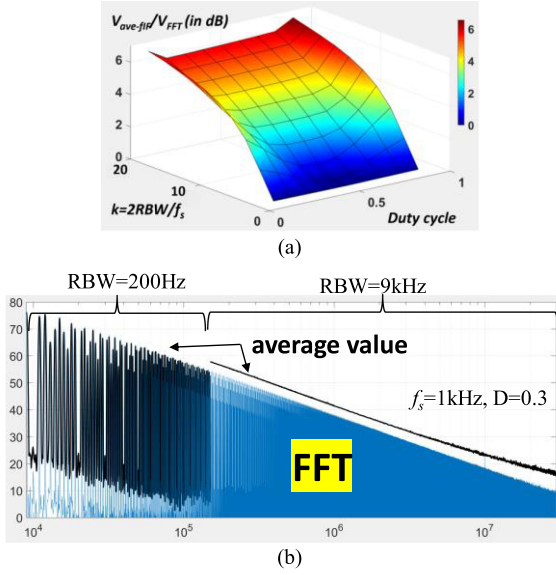 V_ave-fIF/V_FFT (in dB)
6
4
2
0
20
10
0
k=2RBW/f_s
0
0.5
1
Duty cycle
6
4
2
0
(a)
RBW=200Hz
RBW=9kHz
80
70
60
50
40
30
20
10
0
average value
f_s=1kHz, D=0.3
FFT
10^4
10^5
10^6
10^7
(b)